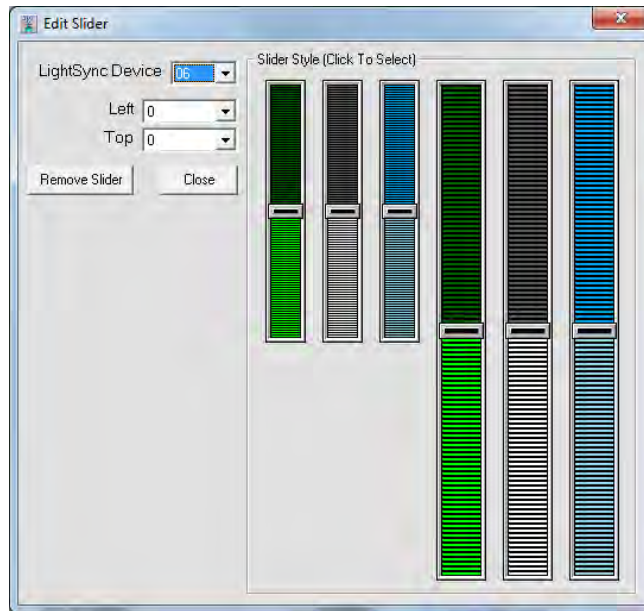 Edit Slider
LightSync Device 06
Left 0
Top 0
Remove Slider Close
Slider Style (Click To Select)